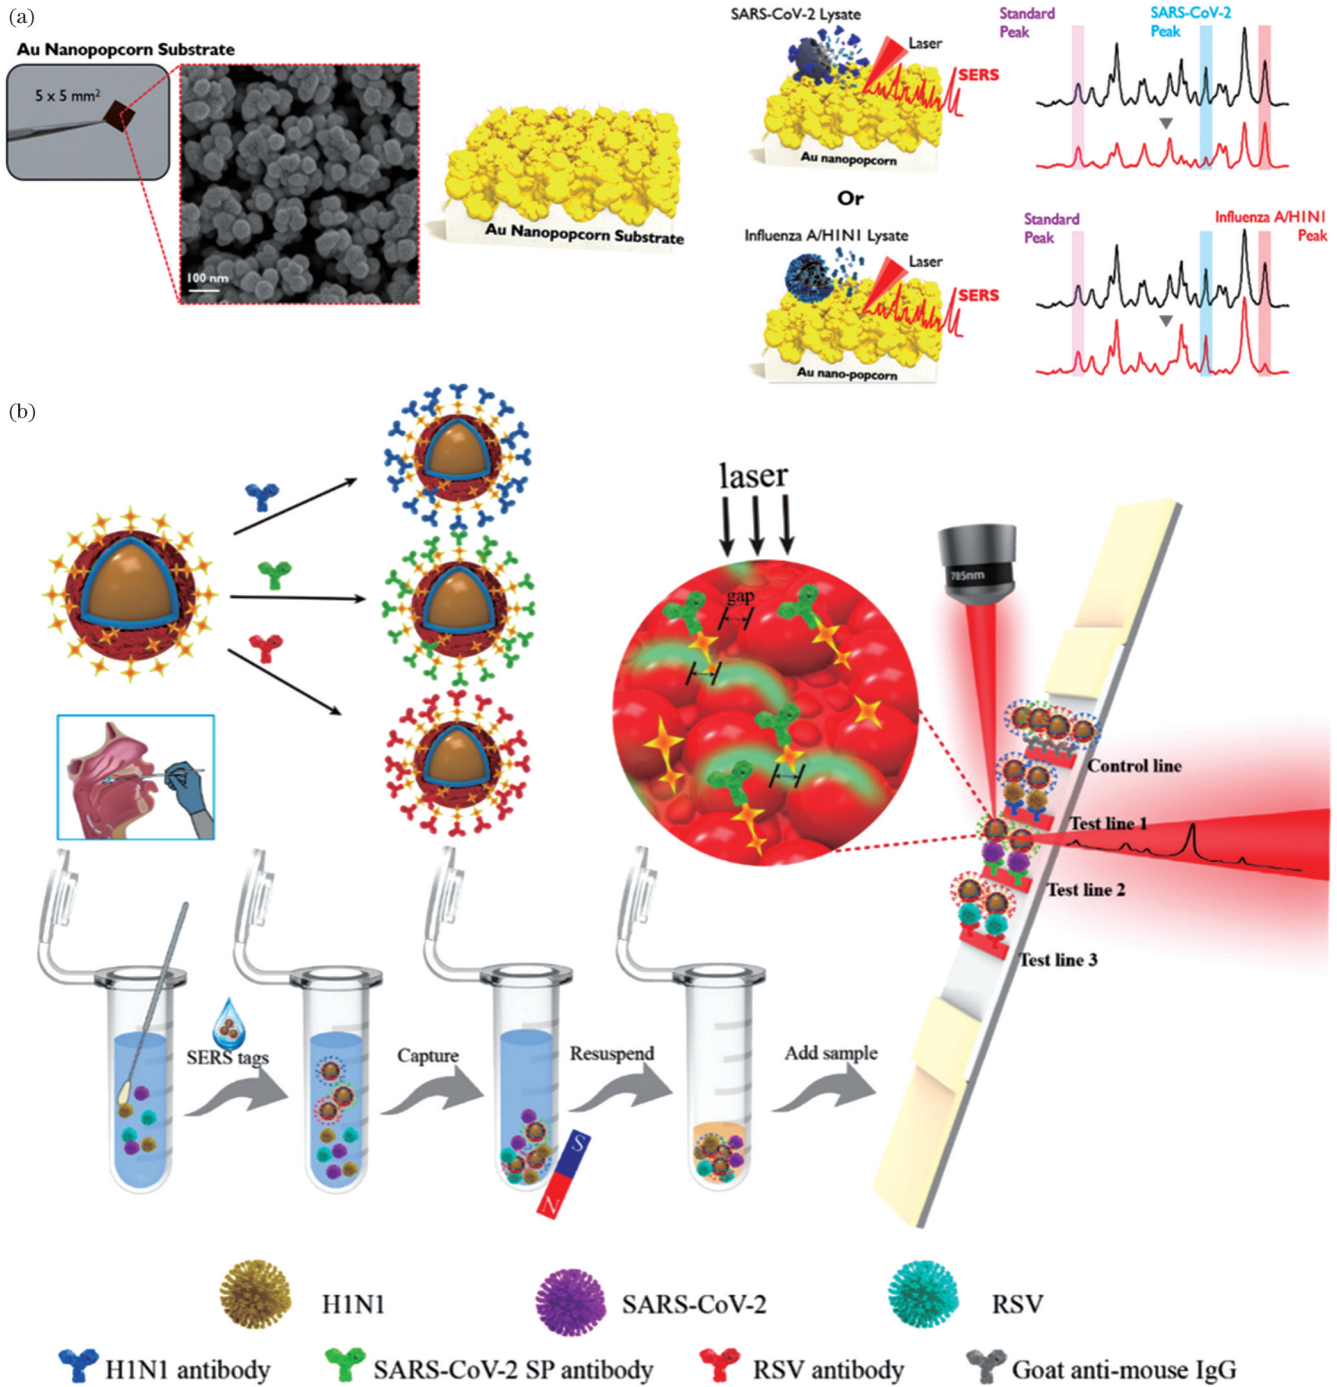 (a)
Au Nanopopcorn Substrate
5 x 5 mm²
100 nm
Au Nanopopcorn Substrate
SARS-CoV-2 Lysate
Laser
SERS
Au nanopopcorn
Or
Influenza A/H1N1 Lysate
Laser
SERS
Au nano-popcorn
Standard
Peak
SARS-CoV-2
Peak
Standard
Peak
Influenza A/H1N1
Peak
(b)
laser
gap
785nm
Control line
Test line 1
Test line 2
Test line 3
SERS tags
Capture
Resuspend
Add sample
S
N
H1N1
SARS-CoV-2
RSV
H1N1 antibody
SARS-CoV-2 SP antibody
RSV antibody
Goat anti-mouse IgG